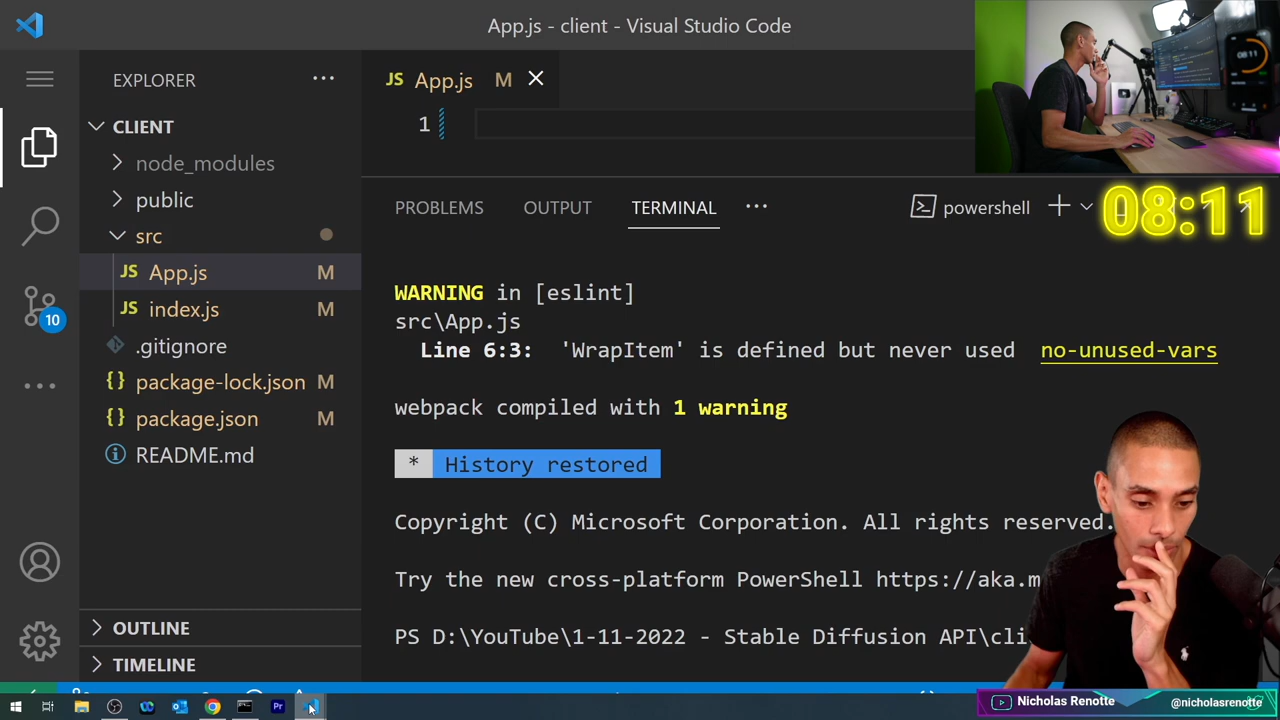 App.js - client - Visual Studio Code
EXPLORER
JS App.js M
CLIENT
1
node_modules
public
PROBLEMS OUTPUT TERMINAL
powershell
08:11
src
JS App.js M
JS index.js M
.gitignore
{} package-lock.json M
{} package.json M
README.md
10
WARNING in [eslint]
src\App.js
Line 6:3: 'WrapItem' is defined but never used no-unused-vars
webpack compiled with 1 warning
* History restored
Copyright (C) Microsoft Corporation. All rights reserved.
Try the new cross-platform PowerShell https://aka.m
PS D:\YouTube\1-11-2022 - Stable Diffusion API\cli
OUTLINE
TIMELINE
Pr
Nicholas Renotte
@nicholasrenotte